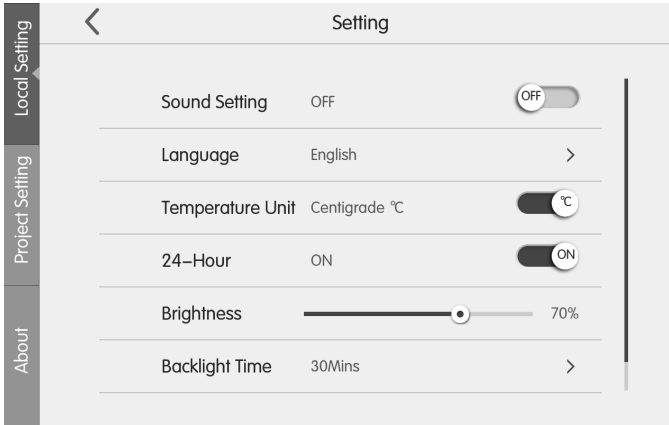 Setting
Local Setting
Project Setting
About
Sound Setting OFF OFF
Language English
Temperature Unit Centigrade ℃ ℃
24–Hour ON ON
Brightness 70%
Backlight Time 30Mins